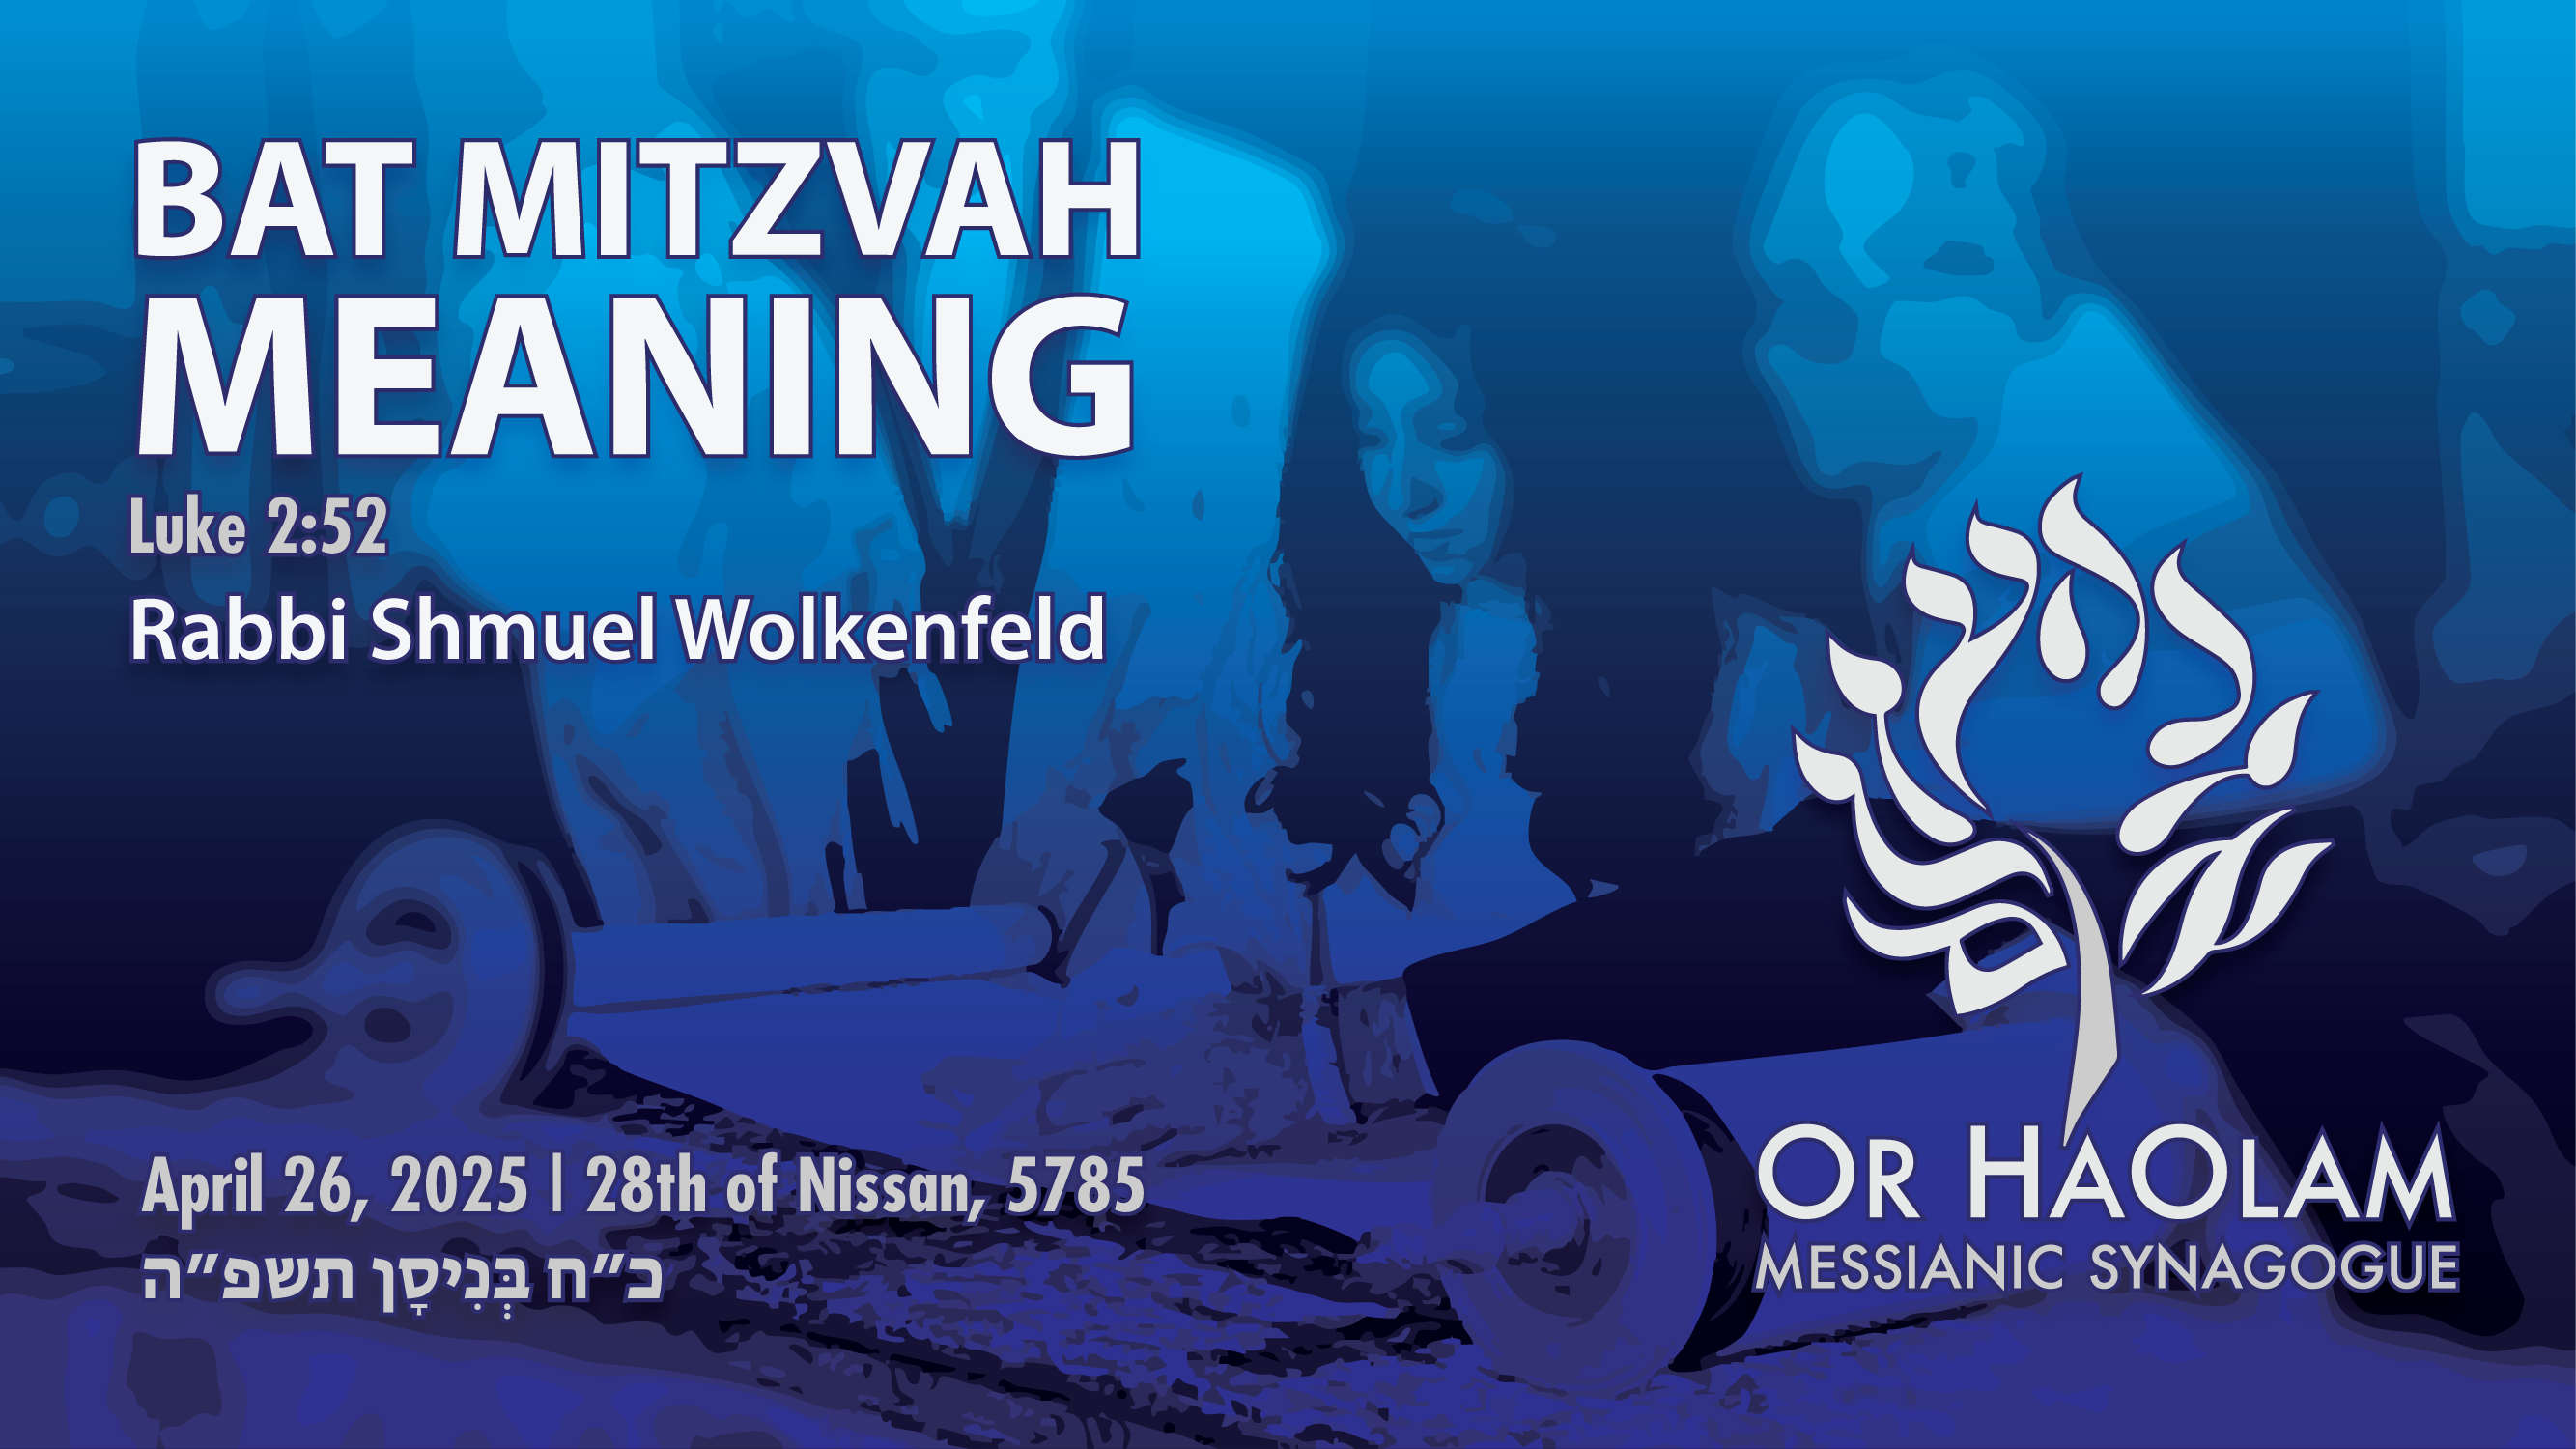 BAT MITZVAH
MEANING
Luke 2:52
Rabbi Shmuel Wolkenfeld
April 26, 2025 | 28th of Nissan, 5785
כ״ח בְּנִיסָן תשפ״ה
OR HAOLAM
MESSIANIC SYNAGOGUE